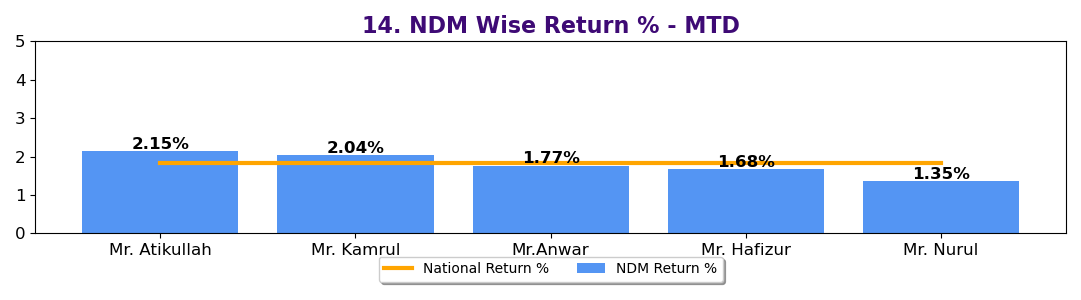 14. NDM Wise Return % - MTD
5
4
3
2
1
0
2.15%
2.04%
1.77%
1.68%
1.35%
Mr. Atikullah
Mr. Kamrul
Mr.Anwar
Mr. Hafizur
Mr. Nurul
National Return %
NDM Return %